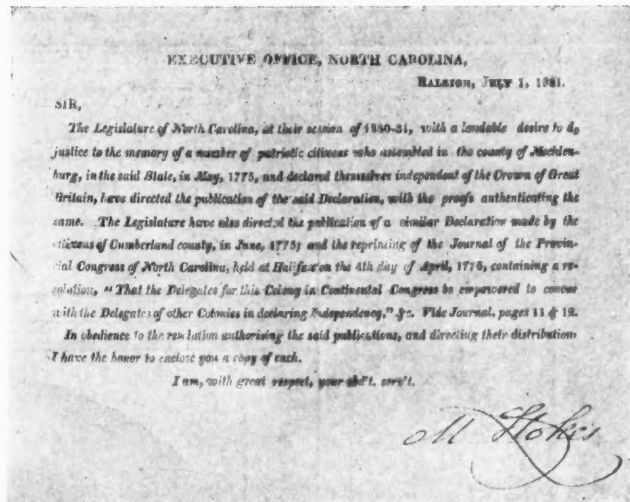 EXECUTIVE OFFICE, NORTH CAROLINA,
RALEIGH, JULY 1, 1831.
SIR,
The Legislature of North Carolina, at their session of 1830-31, with a laudable desire to do
justice to the memory of a number of patriotic citizens who assembled in the county of Mecklen-
burg, in the said State, in May, 1775, and declared themselves independent of the Crown of Great
Britain, have directed the publication of the said Declaration, with the proofs authenticating the
same. The Legislature have also directed the publication of a similar Declaration made by the
citizens of Cumberland county, in June, 1775; and the reprinting of the Journal of the Provin-
cial Congress of North Carolina, held at Halifax on the 4th day of April, 1776, containing a re-
solution, "That the Delegates for this Colony in Continental Congress be empowered to concur
with the Delegates of other Colonies in declaring Independency," &c. Vide Journal, pages 11 & 12.
In obedience to the resolution authorising the said publications, and directing their distribution
I have the honor to enclose you a copy of each.
I am, with great respect, your ob't. serv't.
M Stokes